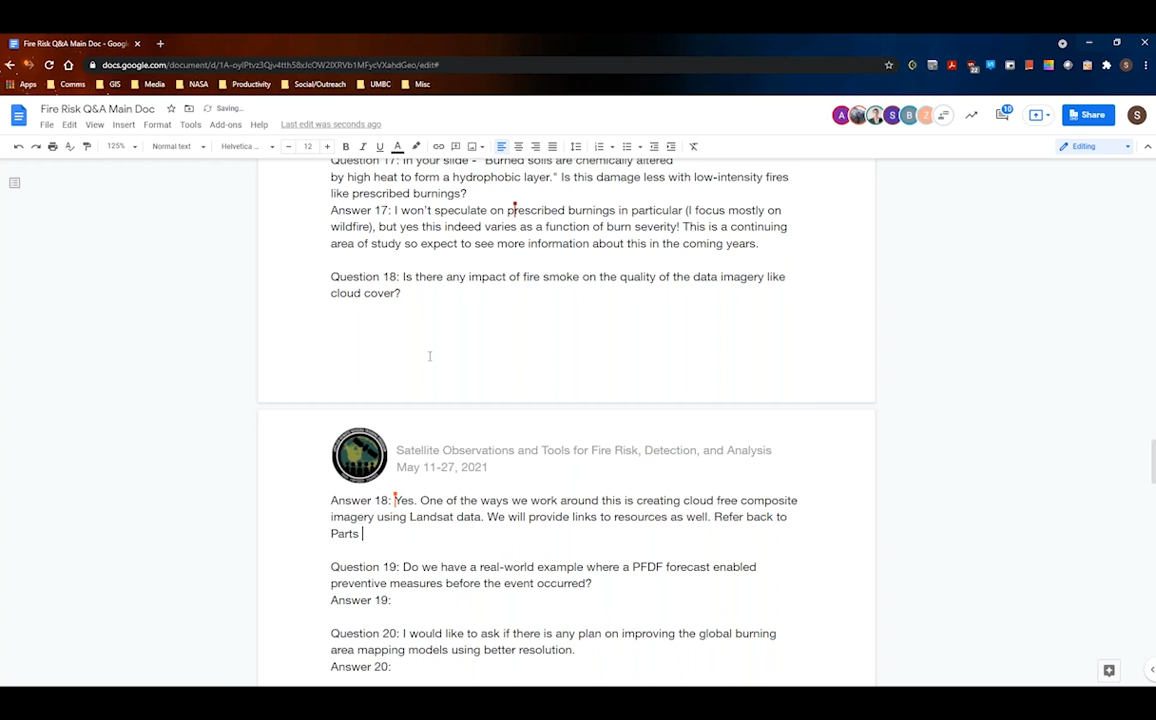 Fire Risk Q&A Main Doc - Googl
docs.google.com/document/d/1A-oylPtvz3Qjv4tth58xJcOW2lXRVb1MFycVXahdGeo/edit#
Apps Comms GIS Media NASA Productivity Social/Outreach UMBC Misc
Fire Risk Q&A Main Doc Saving...
File Edit View Insert Format Tools Add-ons Help Last edit was seconds ago
A S B Z 10 Share S
125% Normal text Helvetica ... 12 Editing
Question 17: In your slide - "Burned soils are chemically altered
by high heat to form a hydrophobic layer." Is this damage less with low-intensity fires
like prescribed burnings?
Answer 17: I won't speculate on prescribed burnings in particular (I focus mostly on
wildfire), but yes this indeed varies as a function of burn severity! This is a continuing
area of study so expect to see more information about this in the coming years.
Question 18: Is there any impact of fire smoke on the quality of the data imagery like
cloud cover?
Satellite Observations and Tools for Fire Risk, Detection, and Analysis
May 11-27, 2021
Answer 18: Yes. One of the ways we work around this is creating cloud free composite
imagery using Landsat data. We will provide links to resources as well. Refer back to
Parts
Question 19: Do we have a real-world example where a PFDF forecast enabled
preventive measures before the event occurred?
Answer 19:
Question 20: I would like to ask if there is any plan on improving the global burning
area mapping models using better resolution.
Answer 20: